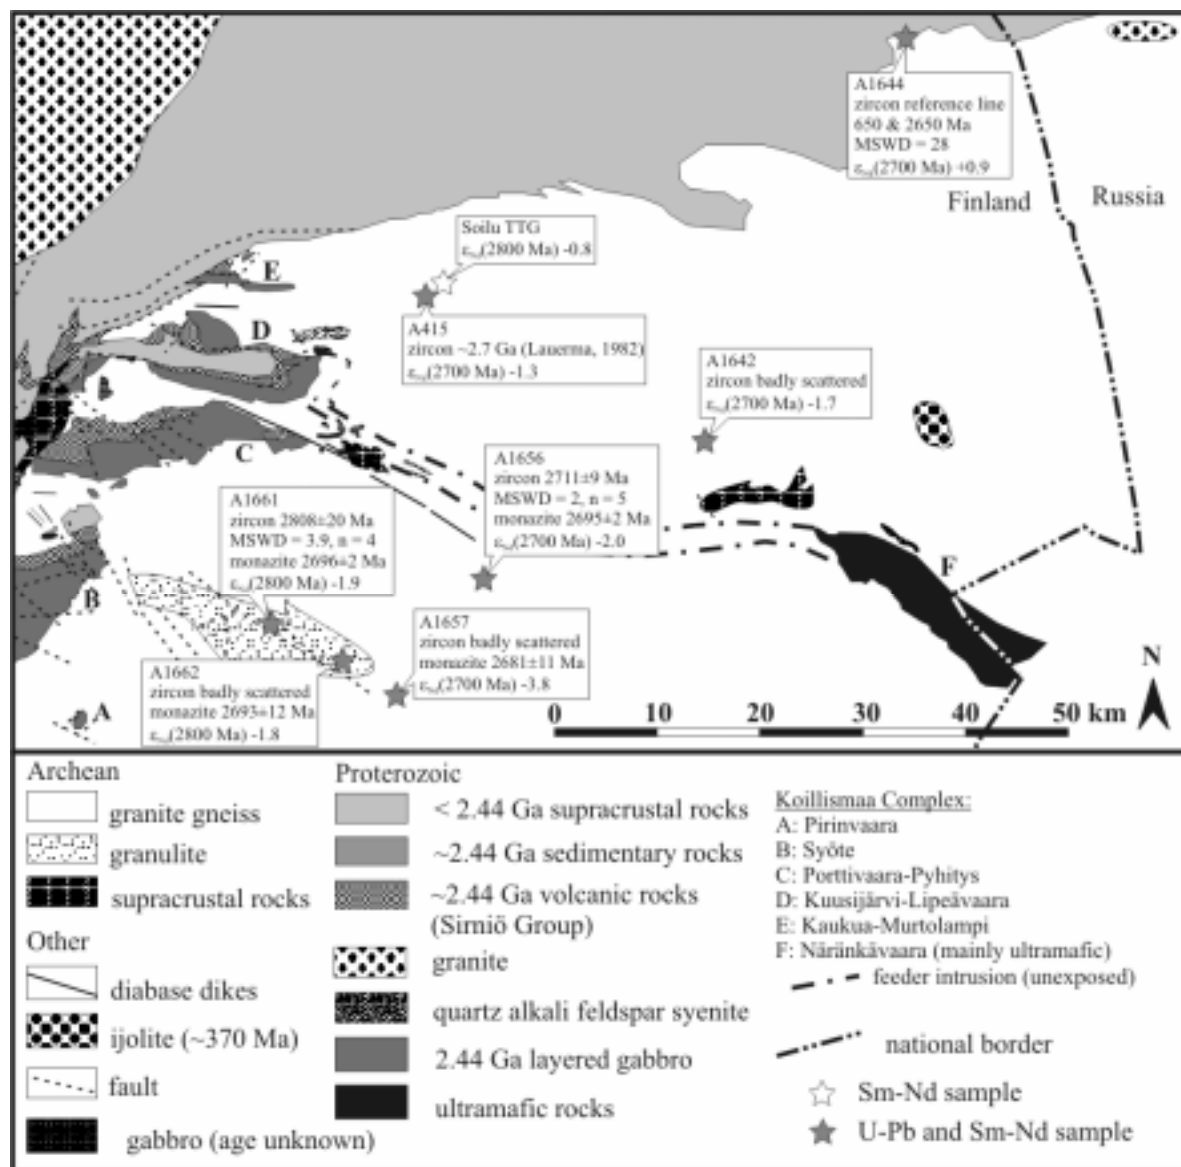 A1644
zircon reference line
650 & 2650 Ma
MSWD = 28
εNd(2700 Ma) +0.9
Finland
Russia
Soilu TTG
εNd(2800 Ma) -0.8
E
D
A415
zircon ~2.7 Ga (Lauerma, 1982)
εNd(2700 Ma) -1.3
A1642
zircon badly scattered
εNd(2700 Ma) -1.7
C
A1656
zircon 2711±9 Ma
MSWD = 2, n = 5
monazite 2695±2 Ma
εNd(2700 Ma) -2.0
A1661
zircon 2808±20 Ma
MSWD = 3.9, n = 4
monazite 2696±2 Ma
εNd(2800 Ma) -1.9
F
B
A1657
zircon badly scattered
monazite 2681±11 Ma
εNd(2700 Ma) -3.8
A1662
zircon badly scattered
monazite 2693±12 Ma
εNd(2800 Ma) -1.8
A
N
0 10 20 30 40 50 km
Archean
granite gneiss
granulite
supracrustal rocks
Other
diabase dikes
ijolite (~370 Ma)
fault
gabbro (age unknown)
Proterozoic
< 2.44 Ga supracrustal rocks
~2.44 Ga sedimentary rocks
~2.44 Ga volcanic rocks
(Sirniö Group)
granite
quartz alkali feldspar syenite
2.44 Ga layered gabbro
ultramafic rocks
Koillismaa Complex:
A: Pirinvaara
B: Syöte
C: Porttivaara-Pyhitys
D: Kuusijärvi-Lipeävaara
E: Kaukua-Murtolampi
F: Näränkävaara (mainly ultramafic)
feeder intrusion (unexposed)
national border
Sm-Nd sample
U-Pb and Sm-Nd sample